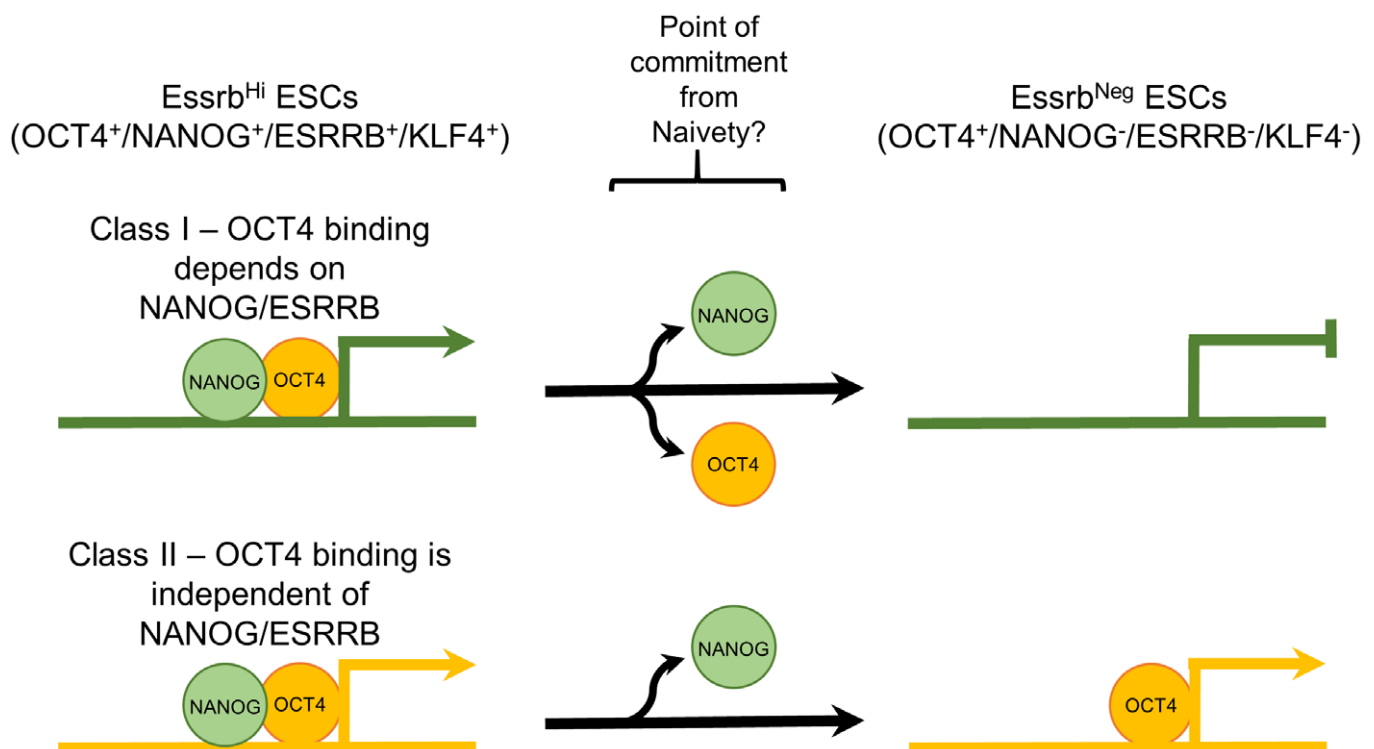 Point of
commitment
from
Naivety?
Essrb^Hi ESCs
(OCT4⁺/NANOG⁺/ESRRB⁺/KLF4⁺)
Essrb^Neg ESCs
(OCT4⁺/NANOG⁻/ESRRB⁻/KLF4⁻)
Class I – OCT4 binding
depends on
NANOG/ESRRB
NANOG
OCT4
NANOG
OCT4
Class II – OCT4 binding is
independent of
NANOG/ESRRB
NANOG
OCT4
NANOG
OCT4